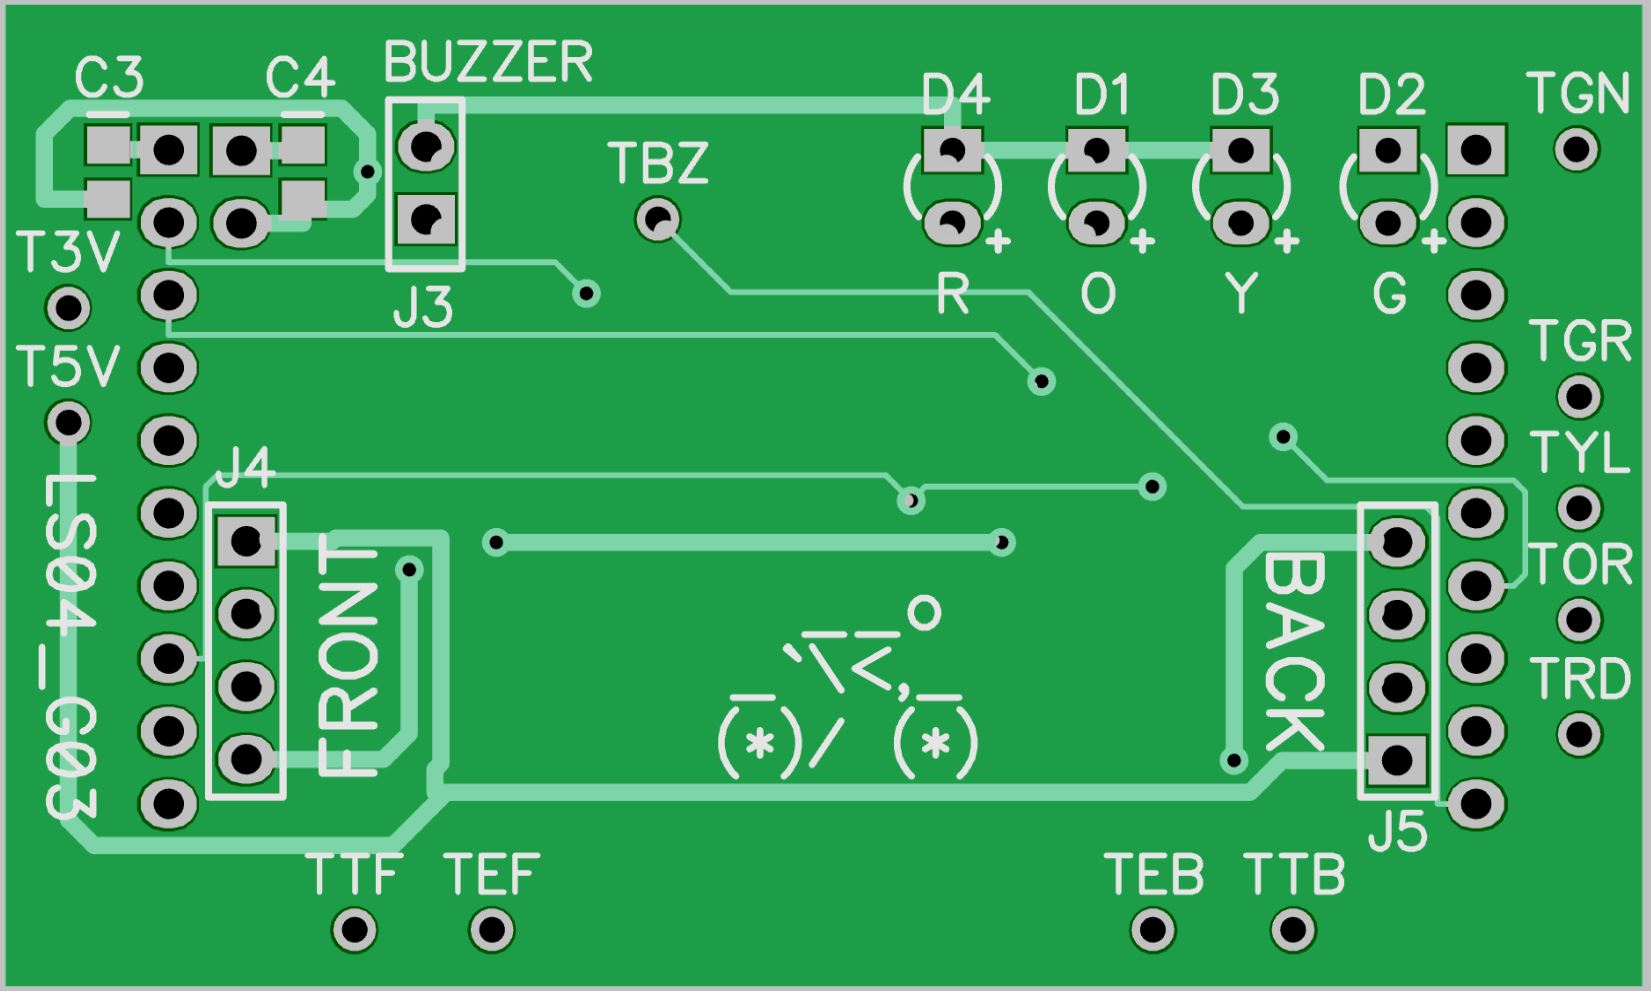 C3
C4
BUZZER
D4
D1
D3
D2
TGN
TBZ
T3V
+
+
+
+
R
O
Y
G
J3
TGR
T5V
TYL
J4
LS04_G03
FRONT
BACK
TOR
TRD
o
`\<,
(*)/ (*)
J5
TTF
TEF
TEB
TTB